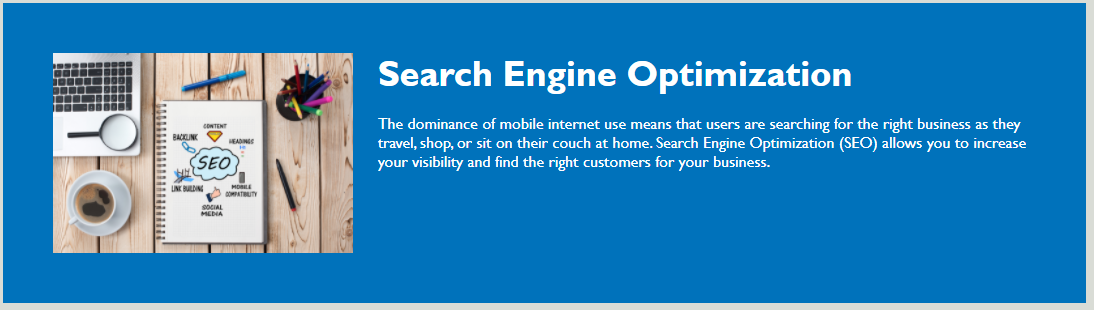 Search Engine Optimization
The dominance of mobile internet use means that users are searching for the right business as they
travel, shop, or sit on their couch at home. Search Engine Optimization (SEO) allows you to increase
your visibility and find the right customers for your business.
CONTENT
BACKLINK
HEADINGS
SEO
LINK BUILDING
MOBILE
COMPATIBILITY
SOCIAL
MEDIA